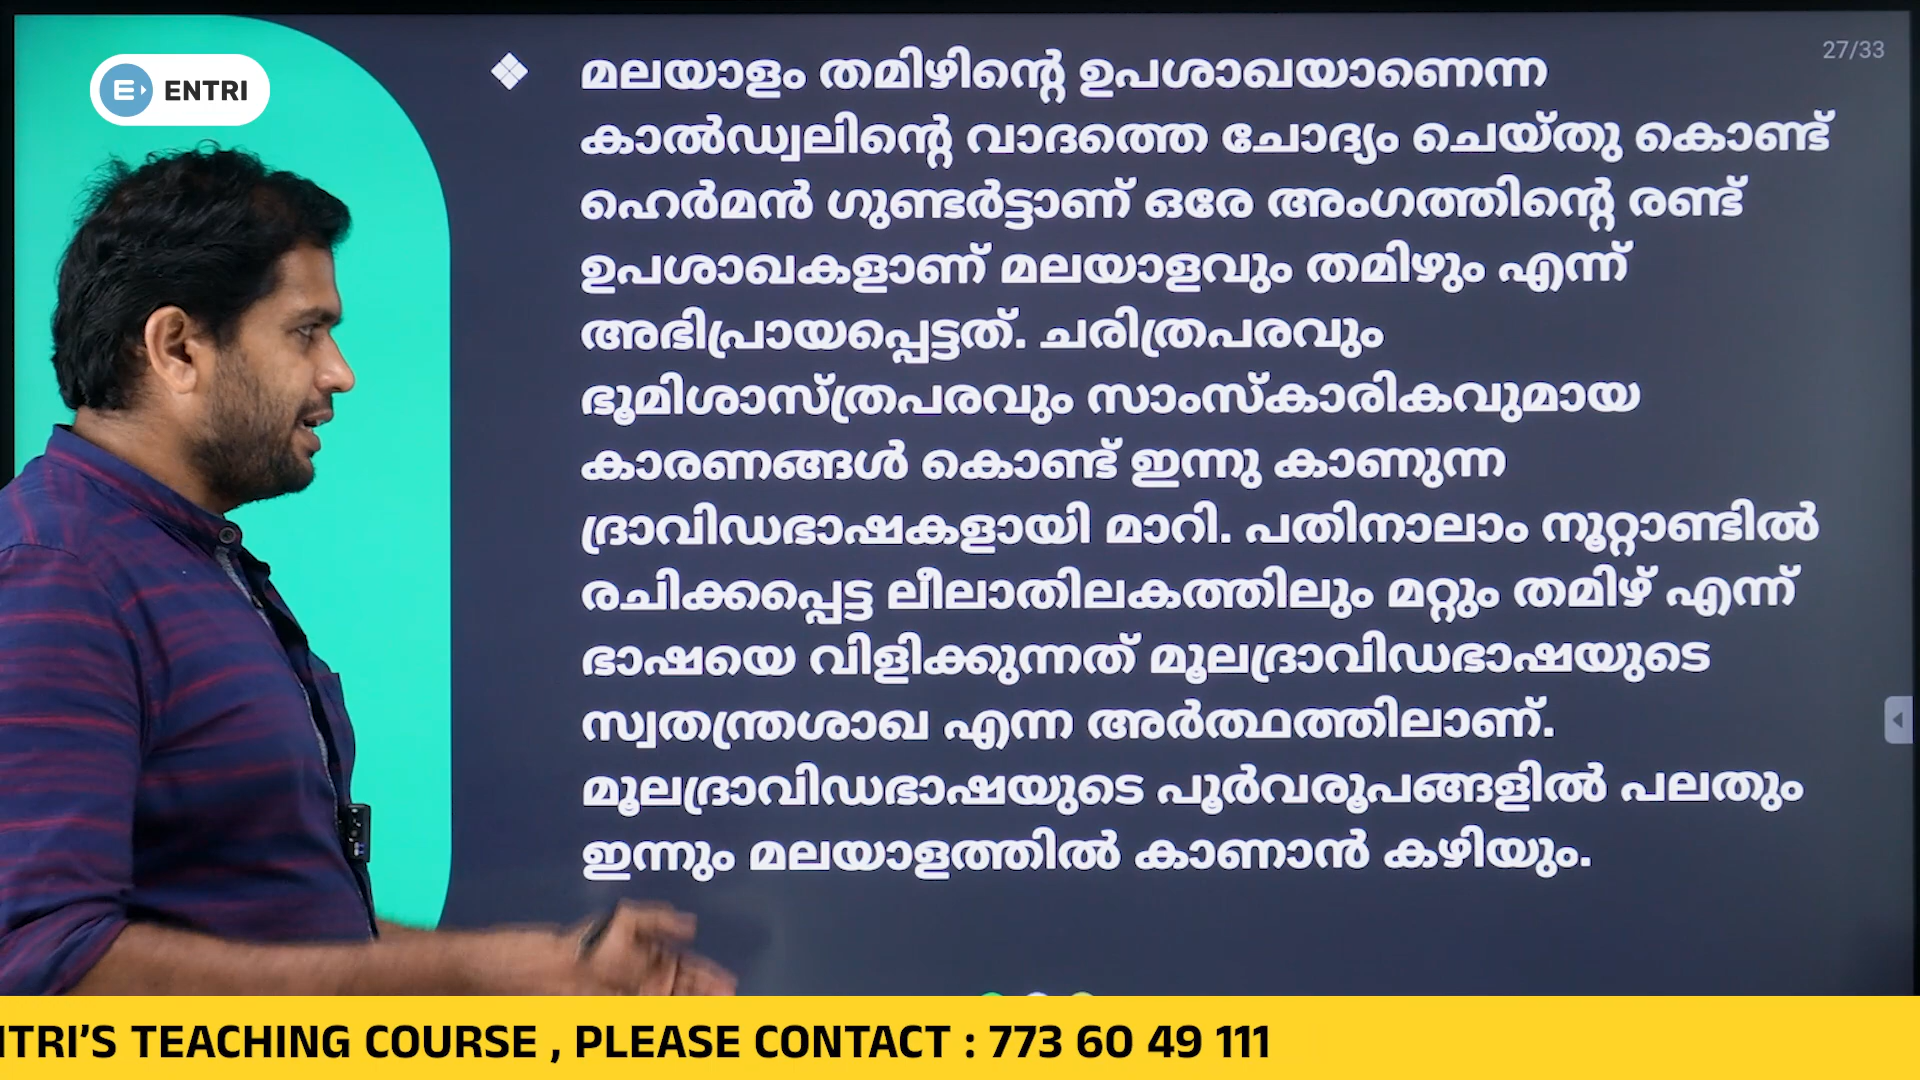 ENTRI
27/33
❖ മലയാളം തമിഴിന്റെ ഉപശാഖയാണെന്ന
കാൽഡ്വലിന്റെ വാദത്തെ ചോദ്യം ചെയ്തു കൊണ്ട്
ഹെർമൻ ഗുണ്ടർട്ടാണ് ഒരേ അംഗത്തിന്റെ രണ്ട്
ഉപശാഖകളാണ് മലയാളവും തമിഴും എന്ന്
അഭിപ്രായപ്പെട്ടത്. ചരിത്രപരവും
ഭൂമിശാസ്ത്രപരവും സാംസ്കാരികവുമായ
കാരണങ്ങൾ കൊണ്ട് ഇന്നു കാണുന്ന
ദ്രാവിഡഭാഷകളായി മാറി. പതിനാലാം നൂറ്റാണ്ടിൽ
രചിക്കപ്പെട്ട ലീലാതിലകത്തിലും മറ്റും തമിഴ് എന്ന്
ഭാഷയെ വിളിക്കുന്നത് മൂലദ്രാവിഡഭാഷയുടെ
സ്വതന്ത്രശാഖ എന്ന അർത്ഥത്തിലാണ്.
മൂലദ്രാവിഡഭാഷയുടെ പൂർവരൂപങ്ങളിൽ പലതും
ഇന്നും മലയാളത്തിൽ കാണാൻ കഴിയും.
NTRI’S TEACHING COURSE , PLEASE CONTACT : 773 60 49 111